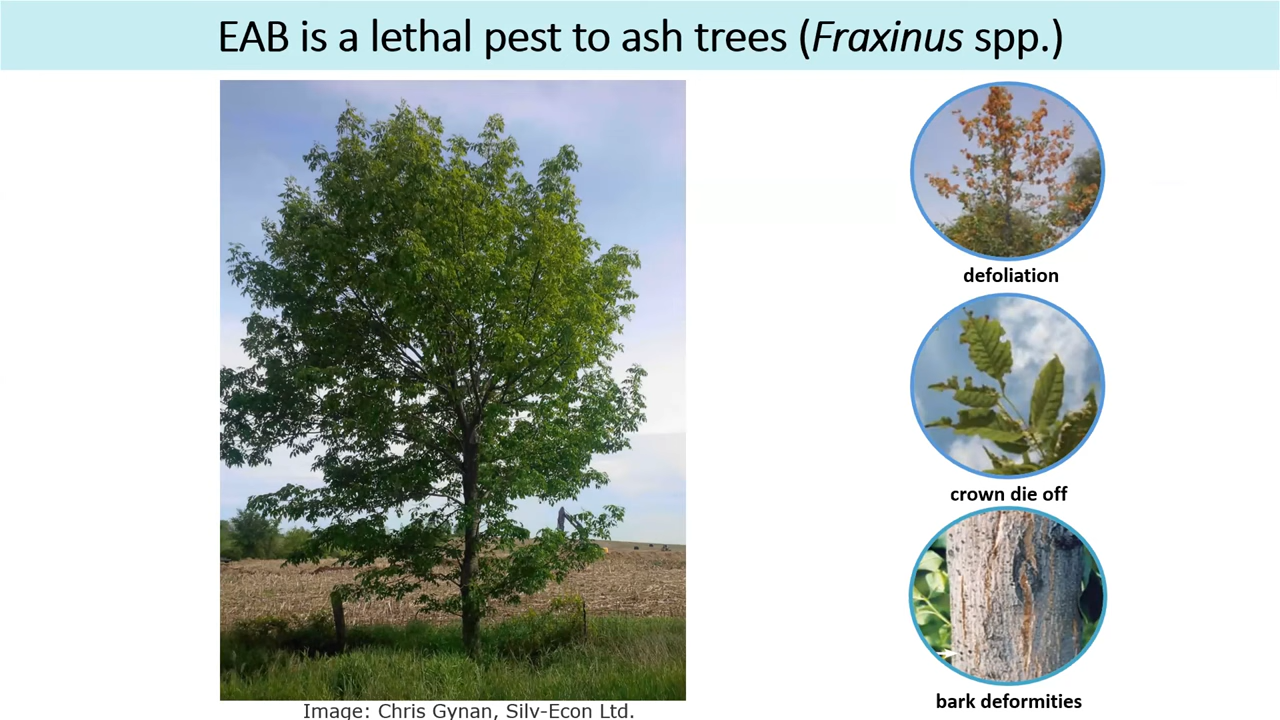 EAB is a lethal pest to ash trees (Fraxinus spp.)
defoliation
crown die off
bark deformities
Image: Chris Gynan, Silv-Econ Ltd.